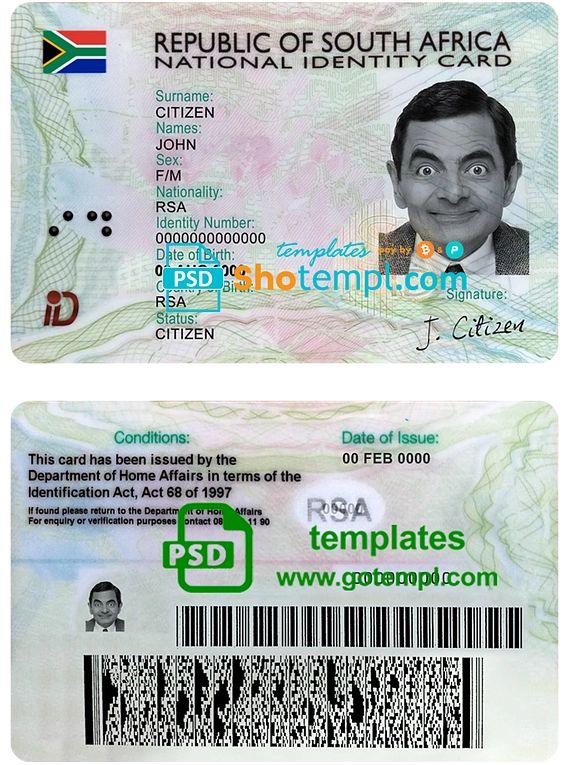 REPUBLIC OF SOUTH AFRICA
NATIONAL IDENTITY CARD
Surname:
CITIZEN
Names:
JOHN
Sex:
F/M
Nationality:
RSA
Identity Number:
0000000000000
Date of Birth:
templates pay by B & P
PSD Shotempl.com
Country of Birth:
RSA
Status:
CITIZEN
Signature:
J. Citizen
iD
Conditions:
Date of Issue:
This card has been issued by the
00 FEB 0000
Department of Home Affairs in terms of the
Identification Act, Act 68 of 1997
If found please return to the Department of Home Affairs
For enquiry or verification purposes contact 08 11 90
RSA
PSD templates
www.gotempl.com